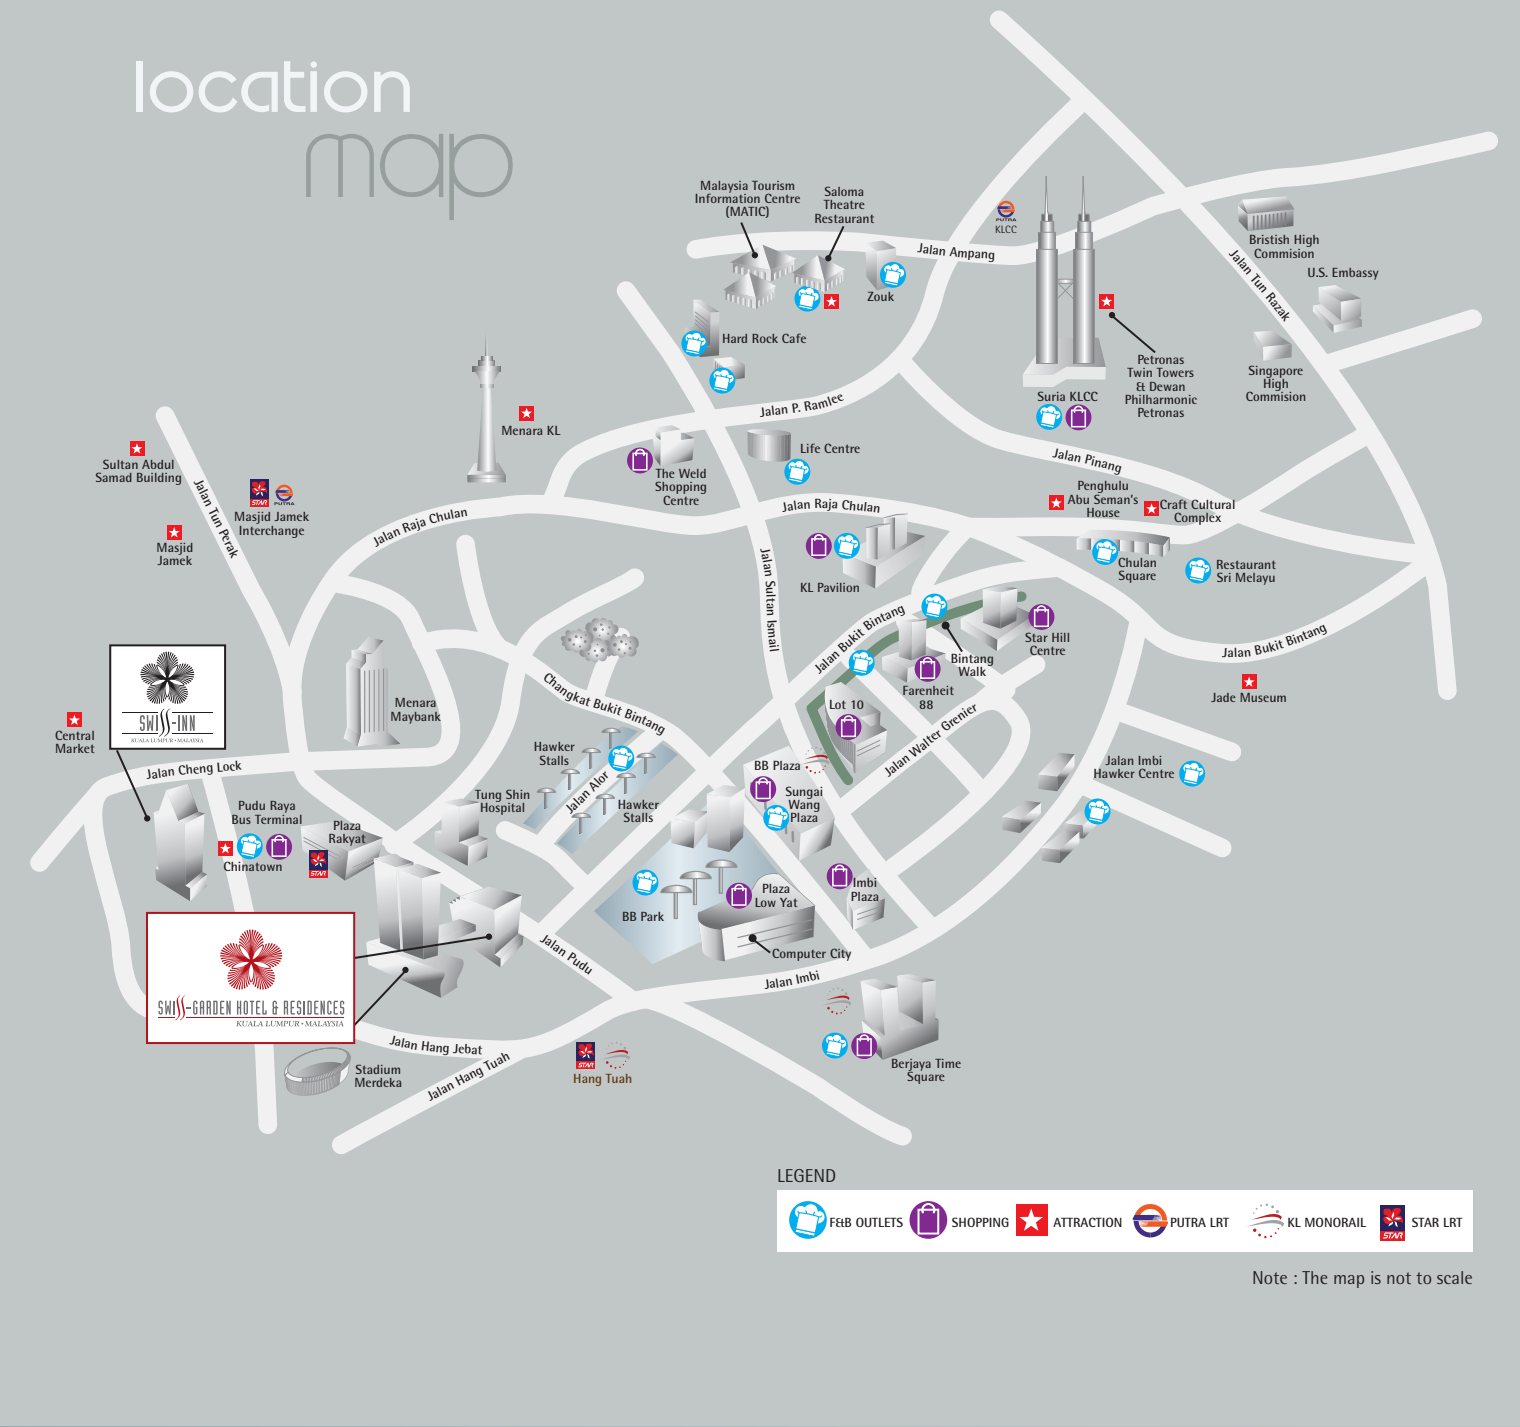 location
map
Malaysia Tourism
Information Centre
(MATIC)
Saloma
Theatre
Restaurant
PUTRA
KLCC
Jalan Ampang
Zouk
Bristish High
Commision
U.S. Embassy
Jalan Tun Razak
Hard Rock Cafe
Petronas
Twin Towers
& Dewan
Philharmonic
Petronas
Singapore
High
Commision
Suria KLCC
Jalan P. Ramlee
Menara KL
Life Centre
Jalan Pinang
Sultan Abdul
Samad Building
The Weld
Shopping
Centre
Jalan Tun Perak
STAR
PUTRA
Masjid Jamek
Interchange
Masjid
Jamek
Jalan Raja Chulan
Jalan Raja Chulan
Penghulu
Abu Seman's
House
Craft Cultural
Complex
Chulan
Square
Restaurant
Sri Melayu
KL Pavilion
Jalan Sultan Ismail
Jalan Bukit Bintang
Star Hill
Centre
Jalan Bukit Bintang
Bintang
Walk
Farenheit
88
Jade Museum
SWISS-INN
KUALA LUMPUR • MALAYSIA
Menara
Maybank
Changkat Bukit Bintang
Lot 10
Jalan Walter Grenier
Central
Market
Hawker
Stalls
BB Plaza
Jalan Imbi
Hawker Centre
Jalan Cheng Lock
Jalan Alor
Tung Shin
Hospital
Hawker
Stalls
Sungai
Wang
Plaza
Pudu Raya
Bus Terminal
Plaza
Rakyat
STAR
Chinatown
Imbi
Plaza
Plaza
Low Yat
BB Park
Computer City
Jalan Pudu
Jalan Imbi
SWISS-GARDEN HOTEL & RESIDENCES
KUALA LUMPUR • MALAYSIA
Jalan Hang Jebat
Jalan Hang Tuah
Stadium
Merdeka
STAR
Hang Tuah
Berjaya Time
Square
LEGEND
F&B OUTLETS
SHOPPING
ATTRACTION
PUTRA LRT
KL MONORAIL
STAR
STAR LRT
Note : The map is not to scale